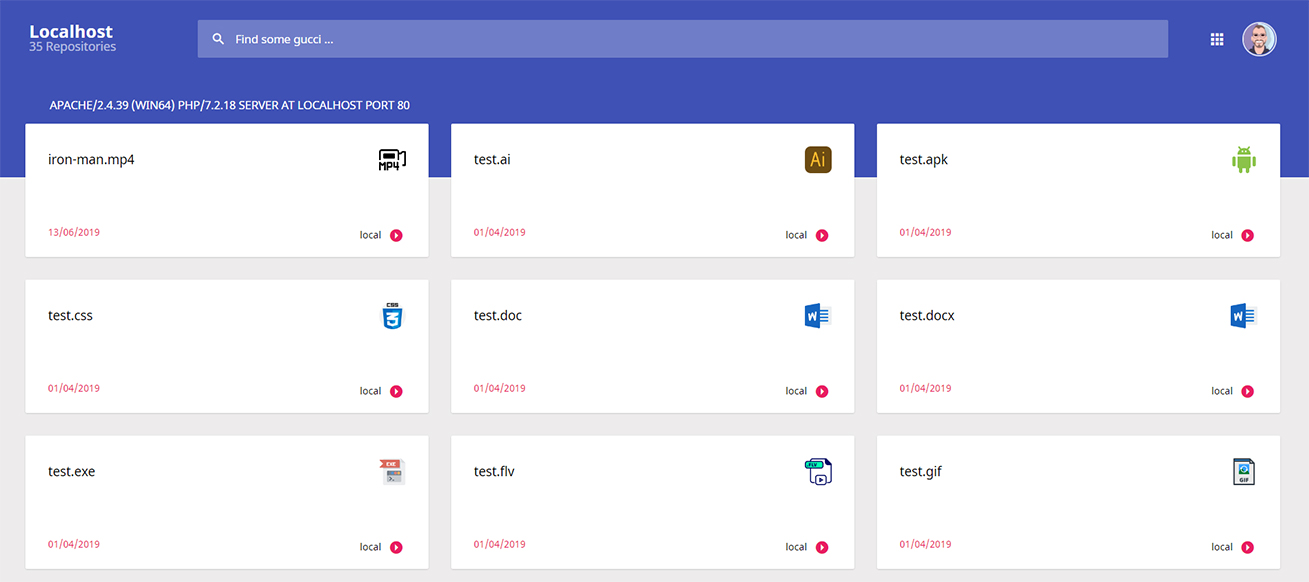 Localhost
35 Repositories
Find some gucci ...
APACHE/2.4.39 (WIN64) PHP/7.2.18 SERVER AT LOCALHOST PORT 80
iron-man.mp4
MP4
13/06/2019
local
test.ai
Ai
01/04/2019
local
test.apk
01/04/2019
local
test.css
CSS
01/04/2019
local
test.doc
W
01/04/2019
local
test.docx
W
01/04/2019
local
test.exe
EXE
01/04/2019
local
test.flv
FLV
01/04/2019
local
test.gif
GIF
01/04/2019
local